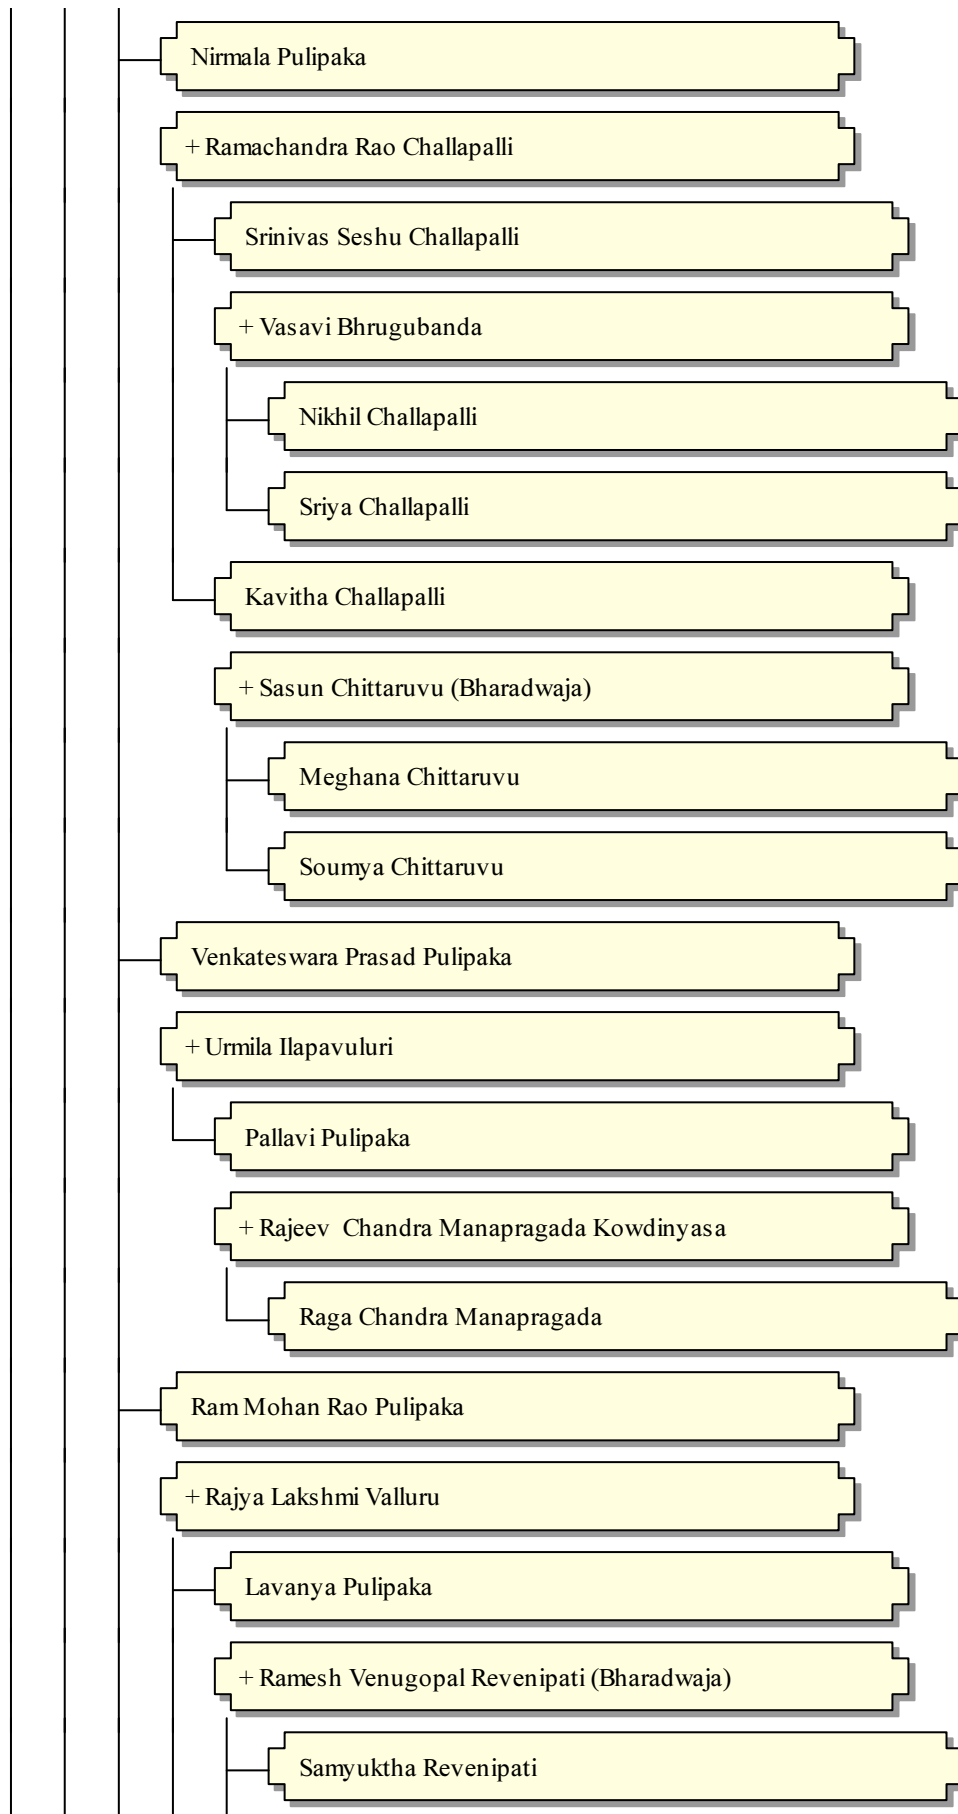 Nirmala Pulipaka
+ Ramachandra Rao Challapalli
Srinivas Seshu Challapalli
+ Vasavi Bhrugubanda
Nikhil Challapalli
Sriya Challapalli
Kavitha Challapalli
+ Sasun Chittaruvu (Bharadwaja)
Meghana Chittaruvu
Soumya Chittaruvu
Venkateswara Prasad Pulipaka
+ Urmila Ilapavuluri
Pallavi Pulipaka
+ Rajeev  Chandra Manapragada Kowdinyasa
Raga Chandra Manapragada
Ram Mohan Rao Pulipaka
+ Rajya Lakshmi Valluru
Lavanya Pulipaka
+ Ramesh Venugopal Revenipati (Bharadwaja)
Samyuktha Revenipati